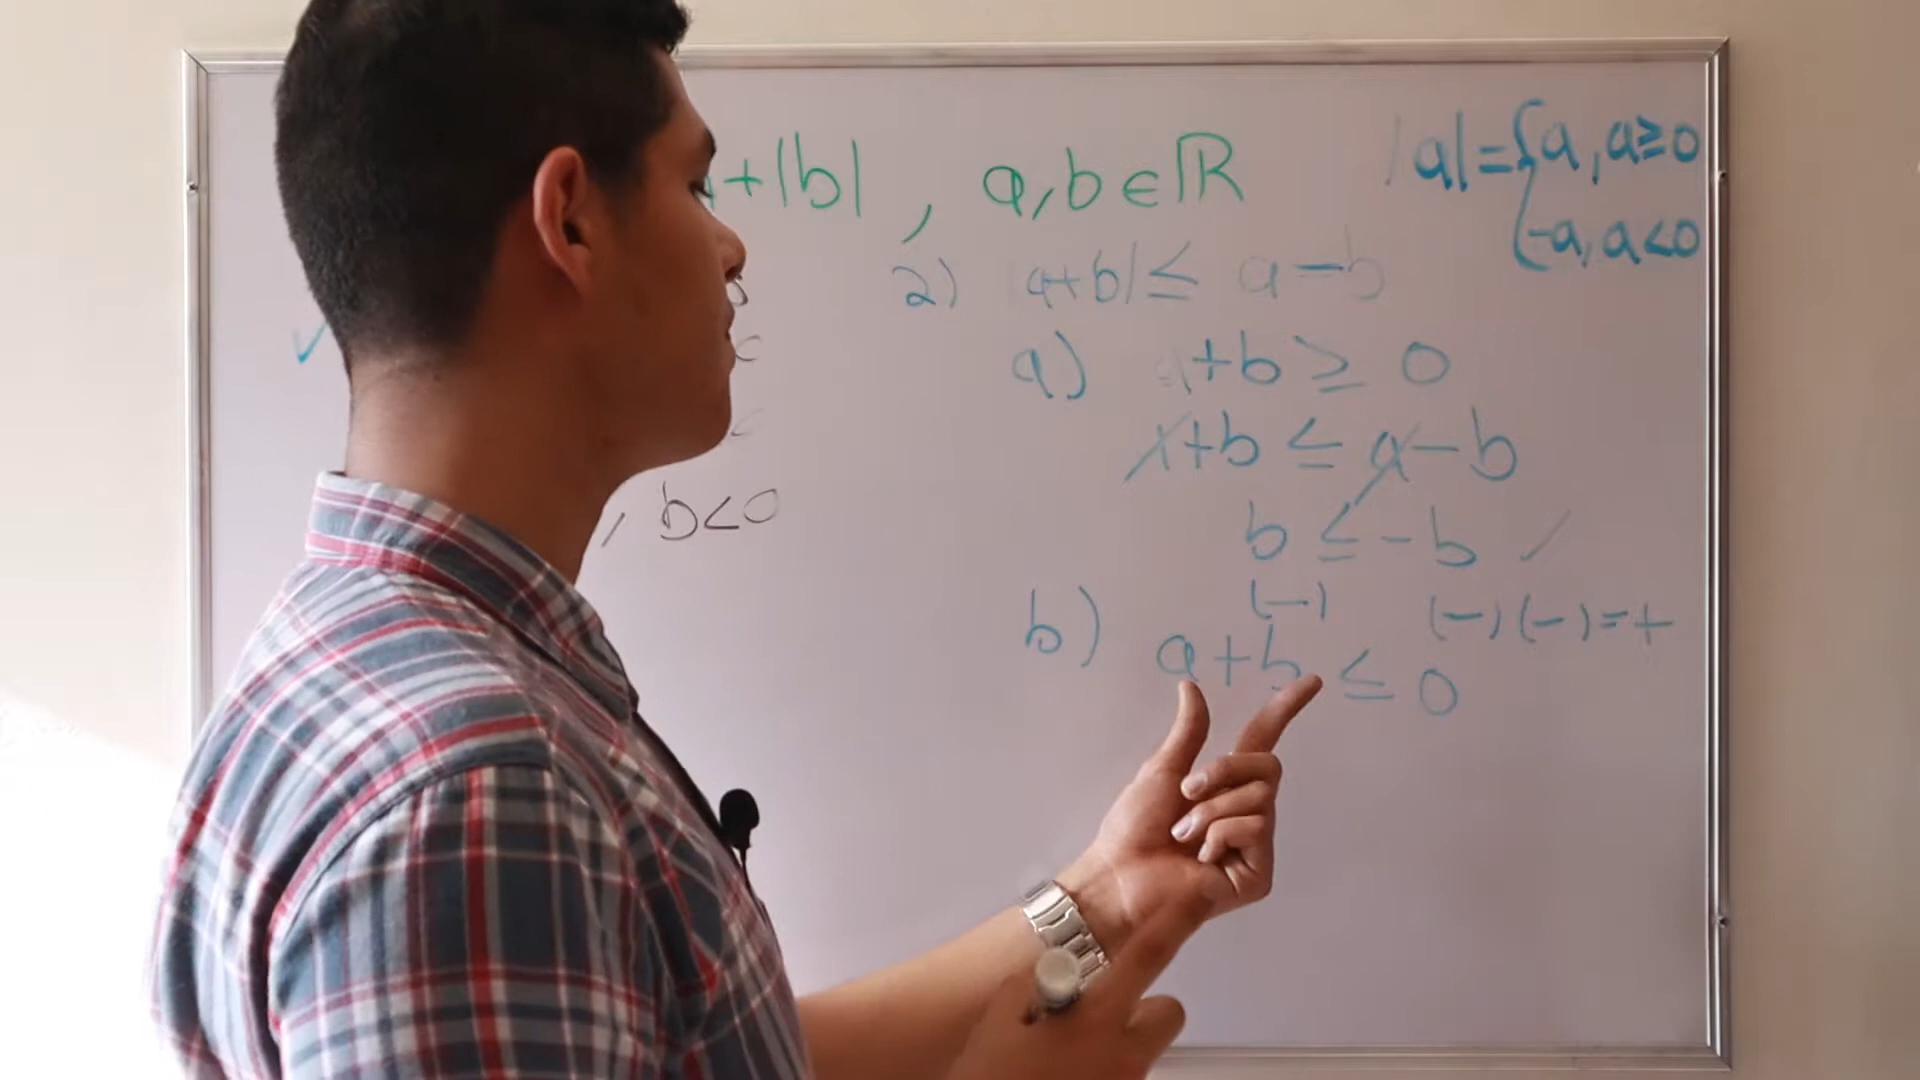 +|b| , a,b∈ℝ
|a|={a, a≥0
-a, a<0
2) |a+b|≤ a-b
a) a+b ≥ 0
a+b ≤ a-b
b ≤ -b ✓
, b<0
(-) (-)(-)=+
b) a+b ≤ 0